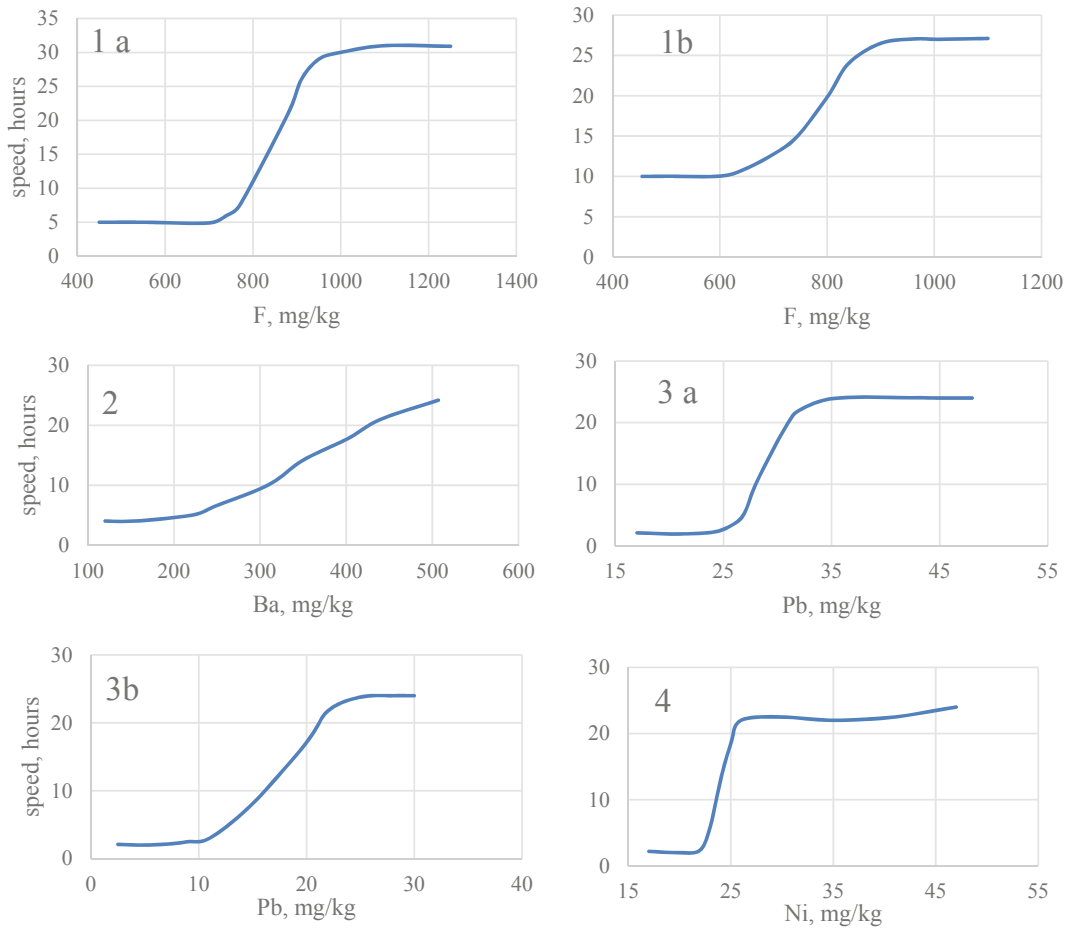 1 a
speed, hours
35
30
25
20
15
10
5
0
400 600 800 1000 1200 1400
F, mg/kg
1b
30
25
20
15
10
5
0
400 600 800 1000 1200
F, mg/kg
2
speed, hours
30
20
10
0
100 200 300 400 500 600
Ba, mg/kg
3 a
30
20
10
0
15 25 35 45 55
Pb, mg/kg
3b
speed, hours
30
20
10
0
0 10 20 30 40
Pb, mg/kg
4
30
20
10
0
15 25 35 45 55
Ni, mg/kg